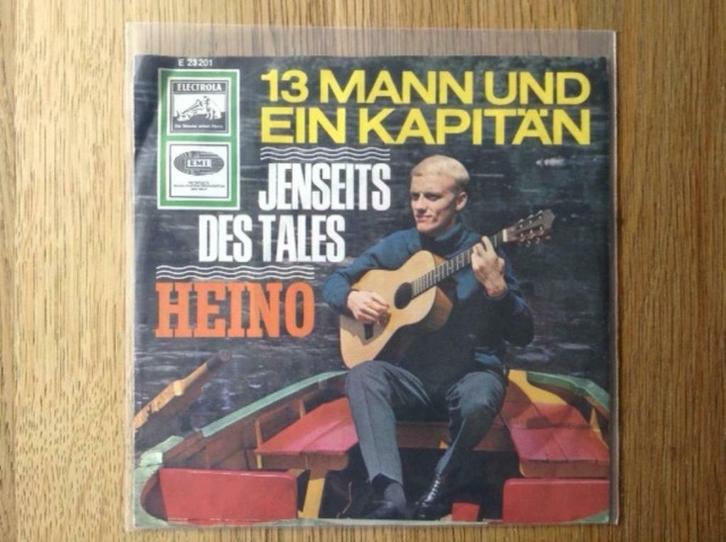 E 23 201
ELECTROLA
13 MANN UND
EIN KAPITÄN
EMI
JENSEITS
DES TALES
HEINO